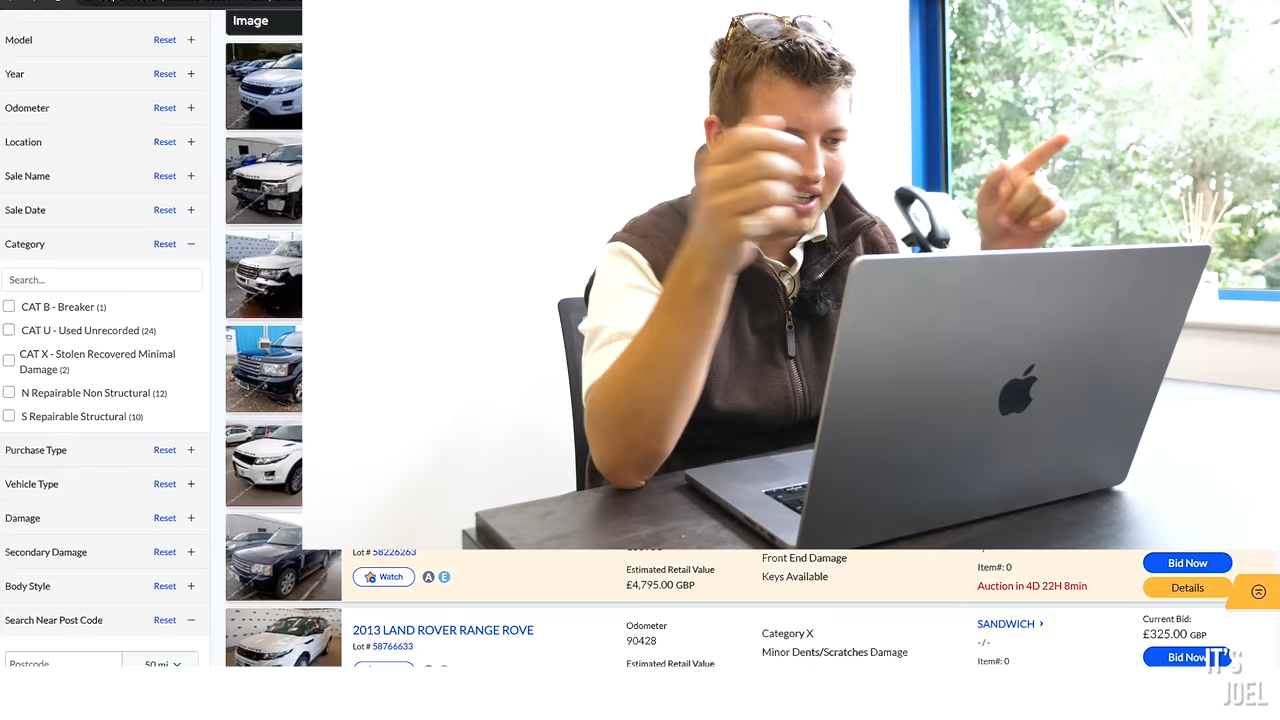 Image
Model Reset +
Year Reset +
Odometer Reset +
Location Reset +
Sale Name Reset +
Sale Date Reset +
Category Reset −
Search...
CAT B - Breaker (1)
CAT U - Used Unrecorded (24)
CAT X - Stolen Recovered Minimal
Damage (2)
N Repairable Non Structural (12)
S Repairable Structural (10)
Purchase Type Reset +
Vehicle Type Reset +
Damage Reset +
Secondary Damage Reset +
Body Style Reset +
Search Near Post Code Reset −
Postcode 50 mi
Lot # 58226263
Watch A E
Estimated Retail Value
£4,795.00 GBP
Front End Damage
Keys Available
- / -
Item#: 0
Auction in 4D 22H 8min
Bid Now
Details
2013 LAND ROVER RANGE ROVE
Lot # 58766633
Odometer
90428
Estimated Retail Value
Category X
Minor Dents/Scratches Damage
SANDWICH ›
- / -
Item#: 0
Current Bid:
£325.00 GBP
Bid Now
IT'S
JOEL